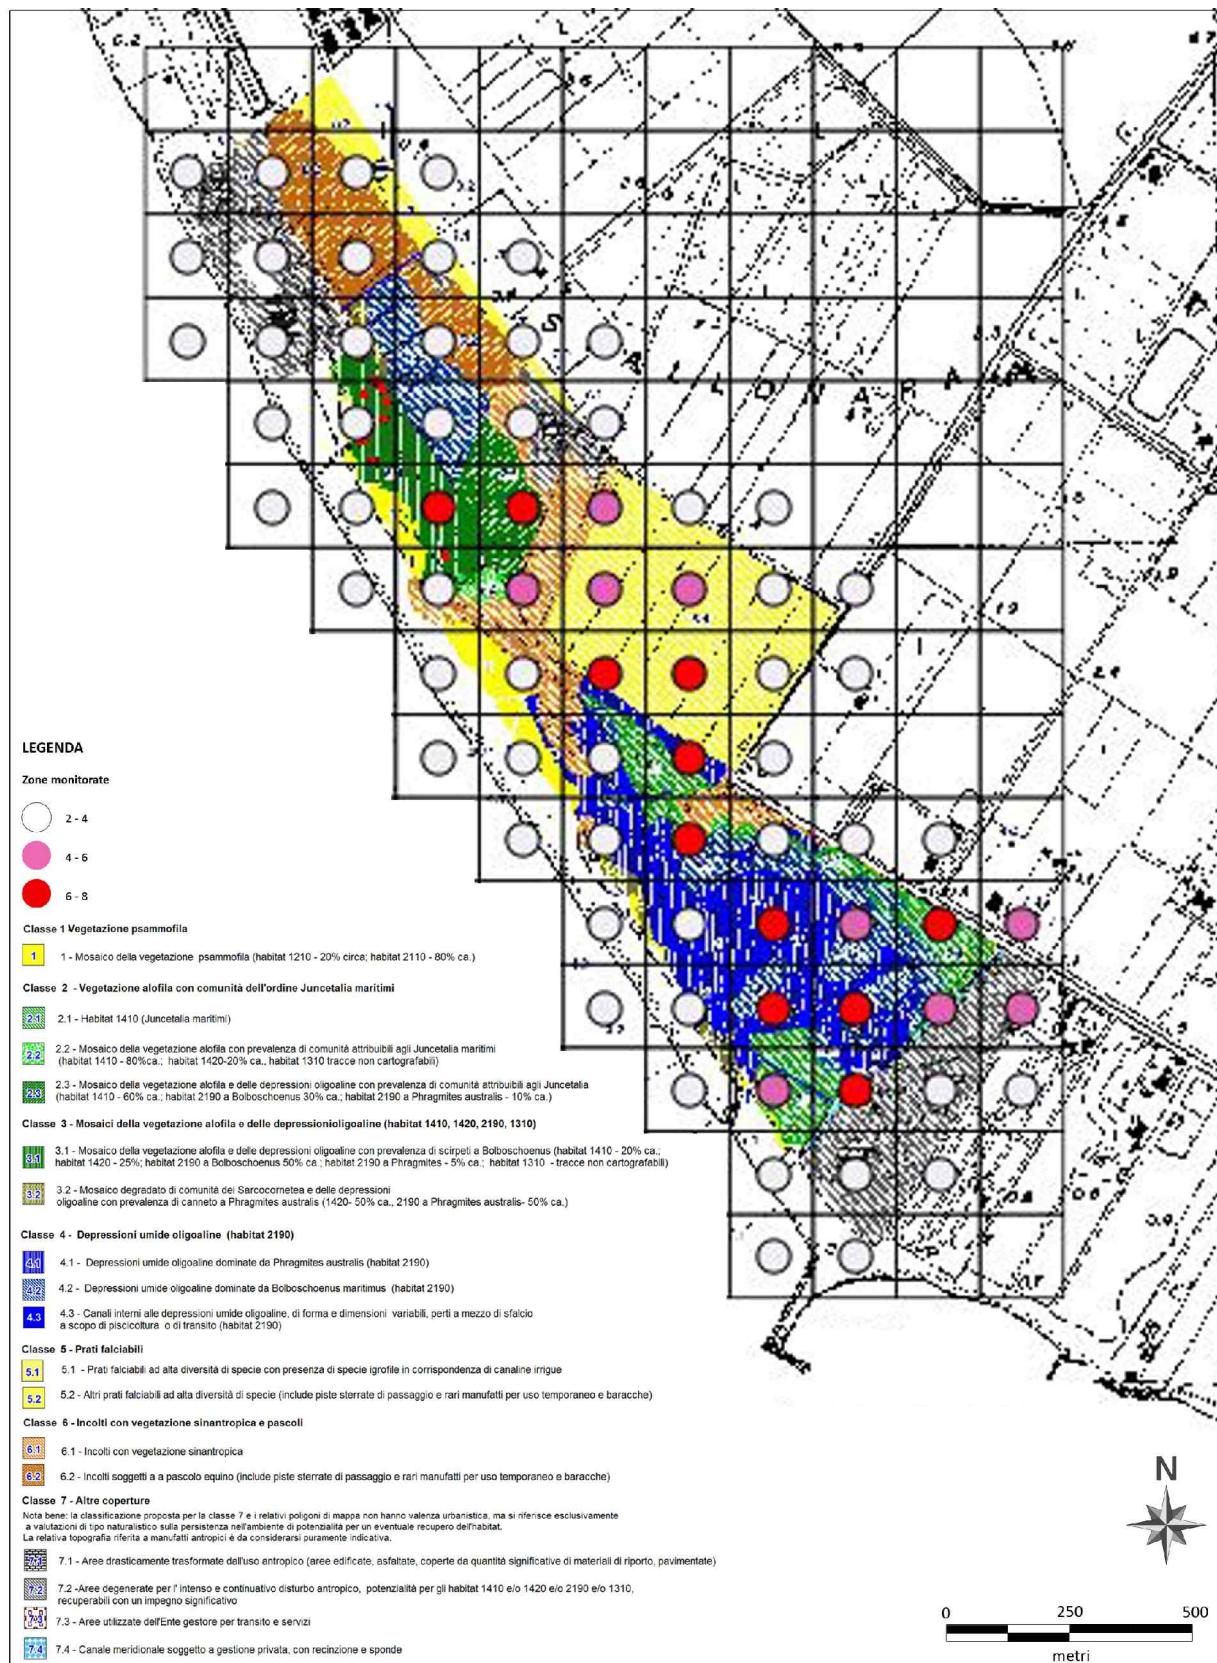 LEGENDA
Zone monitorate
2 - 4
4 - 6
6 - 8
Classe 1 Vegetazione psammofila
1 1 - Mosaico della vegetazione psammofila (habitat 1210 - 20% circa; habitat 2110 - 80% ca.)
Classe 2 - Vegetazione alofila con comunità dell'ordine Juncetalia maritimi
2.1 2.1 - Habitat 1410 (Juncetalia maritimi)
2.2 2.2 - Mosaico della vegetazione alofila con prevalenza di comunità attribuibili agli Juncetalia maritimi
(habitat 1410 - 80%ca.; habitat 1420-20% ca., habitat 1310 tracce non cartografabili)
2.3 2.3 - Mosaico della vegetazione alofila e delle depressioni oligoaline con prevalenza di comunità attribuibili agli Juncetalia
(habitat 1410 - 60% ca.; habitat 2190 a Bolboschoenus 30% ca.; habitat 2190 a Phragmites australis - 10% ca.)
Classe 3 - Mosaici della vegetazione alofila e delle depressionioligoaline (habitat 1410, 1420, 2190, 1310)
3.1 3.1 - Mosaico della vegetazione alofila e delle depressioni oligoaline con prevalenza di scirpeti a Bolboschoenus (habitat 1410 - 20% ca.;
habitat 1420 - 25%; habitat 2190 a Bolboschoenus 50% ca.; habitat 2190 a Phragmites - 5% ca.; habitat 1310 - tracce non cartografabili)
3.2 3.2 - Mosaico degradato di comunità dei Sarcocornetea e delle depressioni
oligoaline con prevalenza di canneto a Phragmites australis (1420- 50% ca., 2190 a Phragmites australis- 50% ca.)
Classe 4 - Depressioni umide oligoaline (habitat 2190)
4.1 4.1 - Depressioni umide oligoaline dominate da Phragmites australis (habitat 2190)
4.2 4.2 - Depressioni umide oligoaline dominate da Bolboschoenus maritimus (habitat 2190)
4.3 4.3 - Canali interni alle depressioni umide oligoaline, di forma e dimensioni variabili, perti a mezzo di sfalcio
a scopo di piscicoltura o di transito (habitat 2190)
Classe 5 - Prati falciabili
5.1 5.1 - Prati falciabili ad alta diversità di specie con presenza di specie igrofile in corrispondenza di canaline irrigue
5.2 5.2 - Altri prati falciabili ad alta diversità di specie (include piste sterrate di passaggio e rari manufatti per uso temporaneo e baracche)
Classe 6 - Incolti con vegetazione sinantropica e pascoli
6.1 6.1 - Incolti con vegetazione sinantropica
6.2 6.2 - Incolti soggetti a a pascolo equino (include piste sterrate di passaggio e rari manufatti per uso temporaneo e baracche)
Classe 7 - Altre coperture
Nota bene: la classificazione proposta per la classe 7 e i relativi poligoni di mappa non hanno valenza urbanistica, ma si riferisce esclusivamente
a valutazioni di tipo naturalistico sulla persistenza nell'ambiente di potenzialità per un eventuale recupero dell'habitat.
La relativa topografia riferita a manufatti antropici è da considerarsi puramente indicativa.
7.1 7.1 - Aree drasticamente trasformate dall'uso antropico (aree edificate, asfaltate, coperte da quantità significative di materiali di riporto, pavimentate)
7.2 7.2 -Aree degenerate per l' intenso e continuativo disturbo antropico, potenzialità per gli habitat 1410 e/o 1420 e/o 2190 e/o 1310,
recuperabili con un impegno significativo
7.3 7.3 - Aree utilizzate dell'Ente gestore per transito e servizi
7.4 7.4 - Canale meridionale soggetto a gestione privata, con recinzione e sponde
N
0 250 500
metri